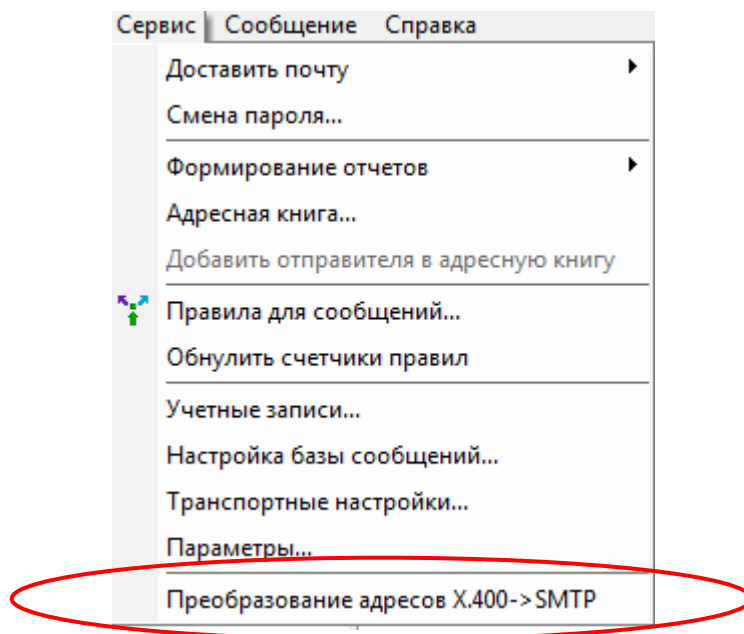 Сервис Сообщение Справка
Доставить почту
Смена пароля...
Формирование отчетов
Адресная книга...
Добавить отправителя в адресную книгу
Правила для сообщений...
Обнулить счетчики правил
Учетные записи...
Настройка базы сообщений...
Транспортные настройки...
Параметры...
Преобразование адресов X.400->SMTP